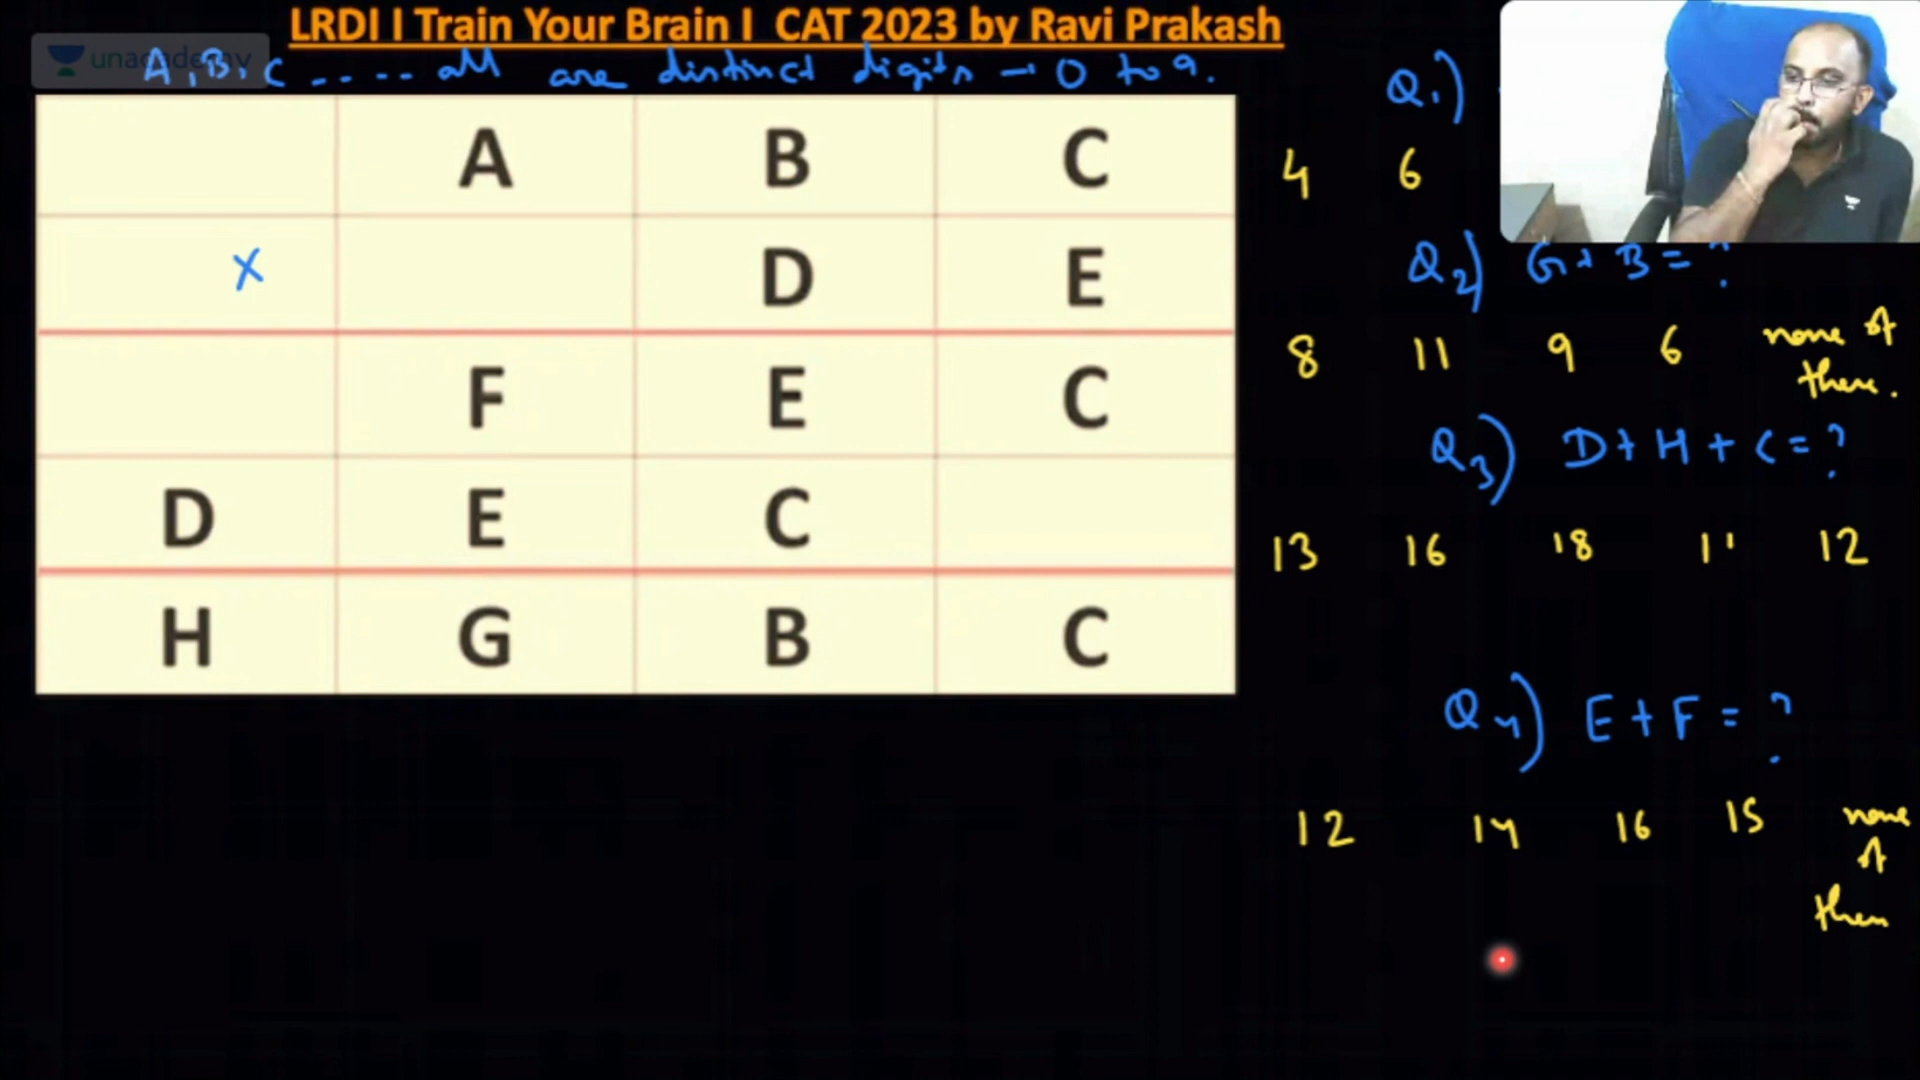 LRDI I Train Your Brain I CAT 2023 by Ravi Prakash
unacademy
A, B, C ..... all are distinct digits → 0 to 9.
A B C
X D E
F E C
D E C
H G B C
Q1)
4 6
Q2) G + B = ?
8 11 9 6 none of
these.
Q3) D + H + C = ?
13 16 18 11 12
Q4) E + F = ?
12 14 16 15 none
of
them